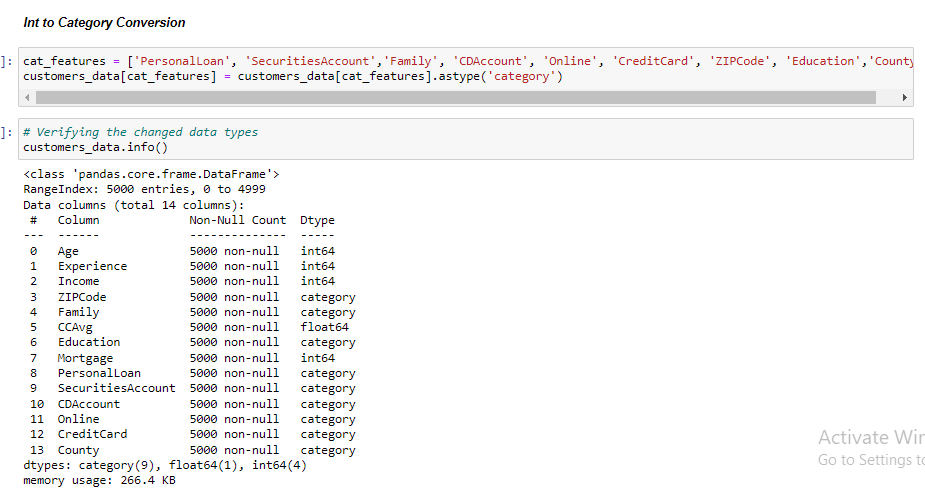 Int to Category Conversion
]: cat_features = ['PersonalLoan', 'SecuritiesAccount','Family', 'CDAccount', 'Online', 'CreditCard', 'ZIPCode', 'Education','County
customers_data[cat_features] = customers_data[cat_features].astype('category')
]: # Verifying the changed data types
customers_data.info()
<class 'pandas.core.frame.DataFrame'>
RangeIndex: 5000 entries, 0 to 4999
Data columns (total 14 columns):
 #   Column             Non-Null Count  Dtype
---  ------             --------------  -----
 0   Age                5000 non-null   int64
 1   Experience         5000 non-null   int64
 2   Income             5000 non-null   int64
 3   ZIPCode            5000 non-null   category
 4   Family             5000 non-null   category
 5   CCAvg              5000 non-null   float64
 6   Education          5000 non-null   category
 7   Mortgage           5000 non-null   int64
 8   PersonalLoan       5000 non-null   category
 9   SecuritiesAccount  5000 non-null   category
 10  CDAccount          5000 non-null   category
 11  Online             5000 non-null   category
 12  CreditCard         5000 non-null   category
 13  County             5000 non-null   category
dtypes: category(9), float64(1), int64(4)
memory usage: 266.4 KB
Activate Wir
Go to Settings to